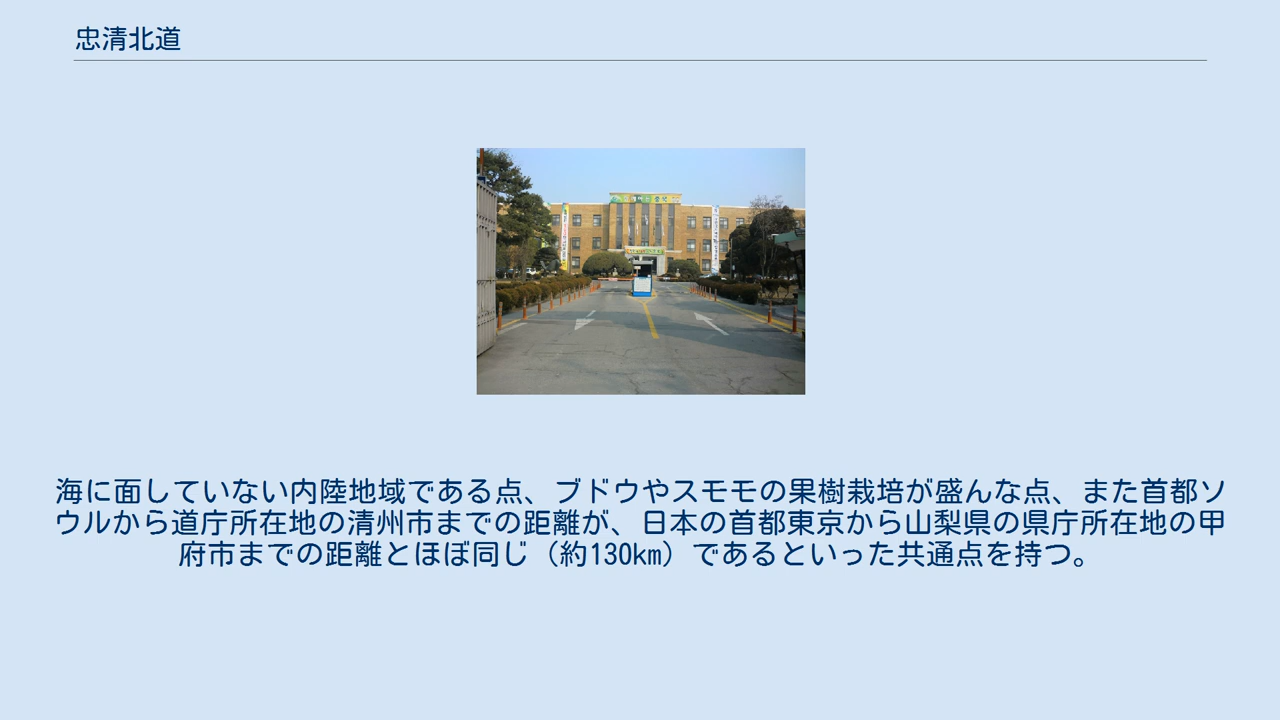 忠清北道
海に面していない内陸地域である点、ブドウやスモモの果樹栽培が盛んな点、また首都ソ
ウルから道庁所在地の清州市までの距離が、日本の首都東京から山梨県の県庁所在地の甲
府市までの距離とほぼ同じ（約130km）であるといった共通点を持つ。